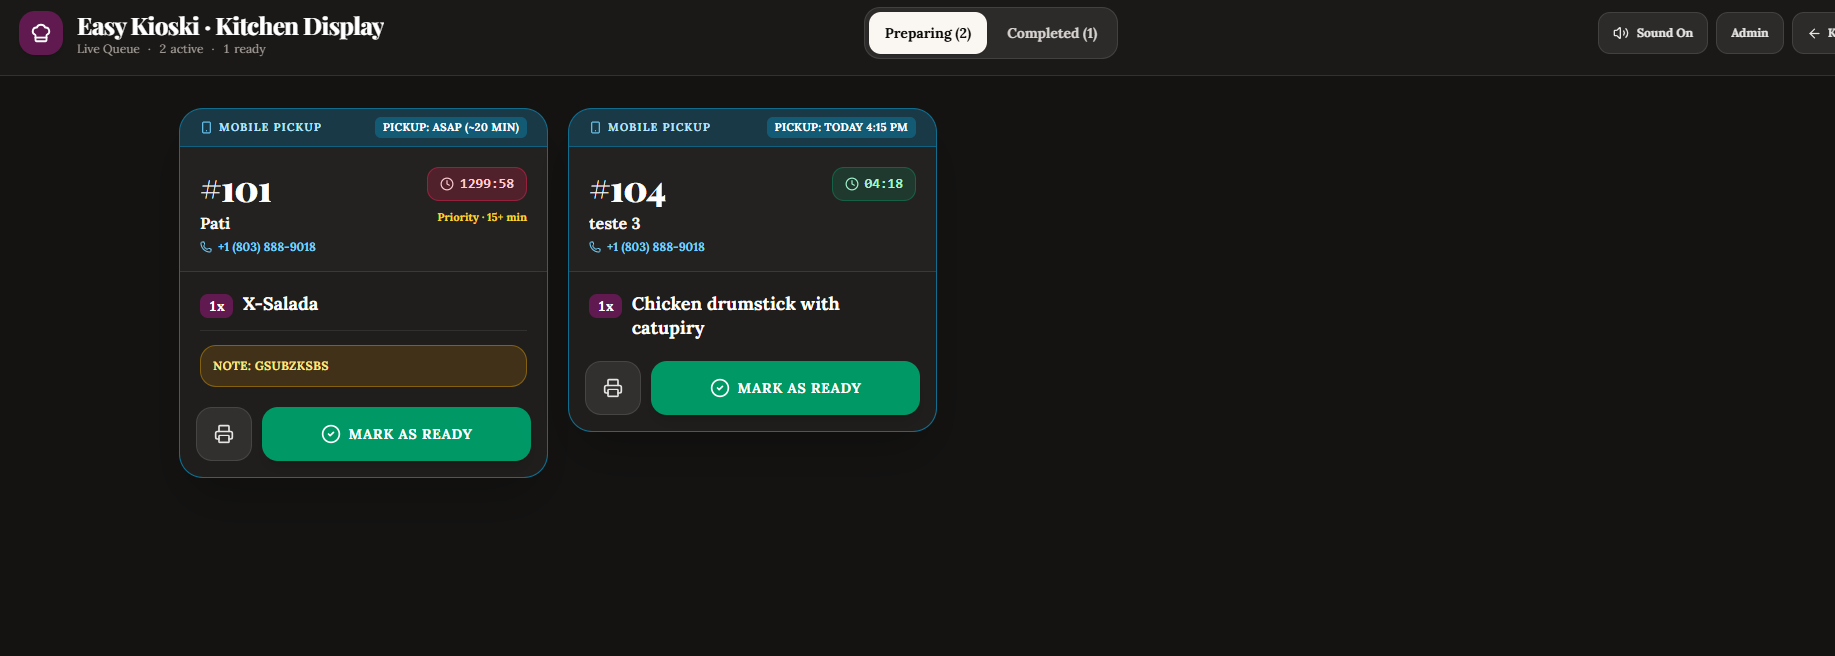 Easy Kioski · Kitchen Display
Live Queue · 2 active · 1 ready
Preparing (2)
Completed (1)
Sound On
Admin
MOBILE PICKUP
PICKUP: ASAP (~20 MIN)
#101
1299:58
Priority · 15+ min
Pati
+1 (803) 888-9018
1x X-Salada
NOTE: GSUBZKSBS
MARK AS READY
MOBILE PICKUP
PICKUP: TODAY 4:15 PM
#104
04:18
teste 3
+1 (803) 888-9018
1x Chicken drumstick with
catupiry
MARK AS READY